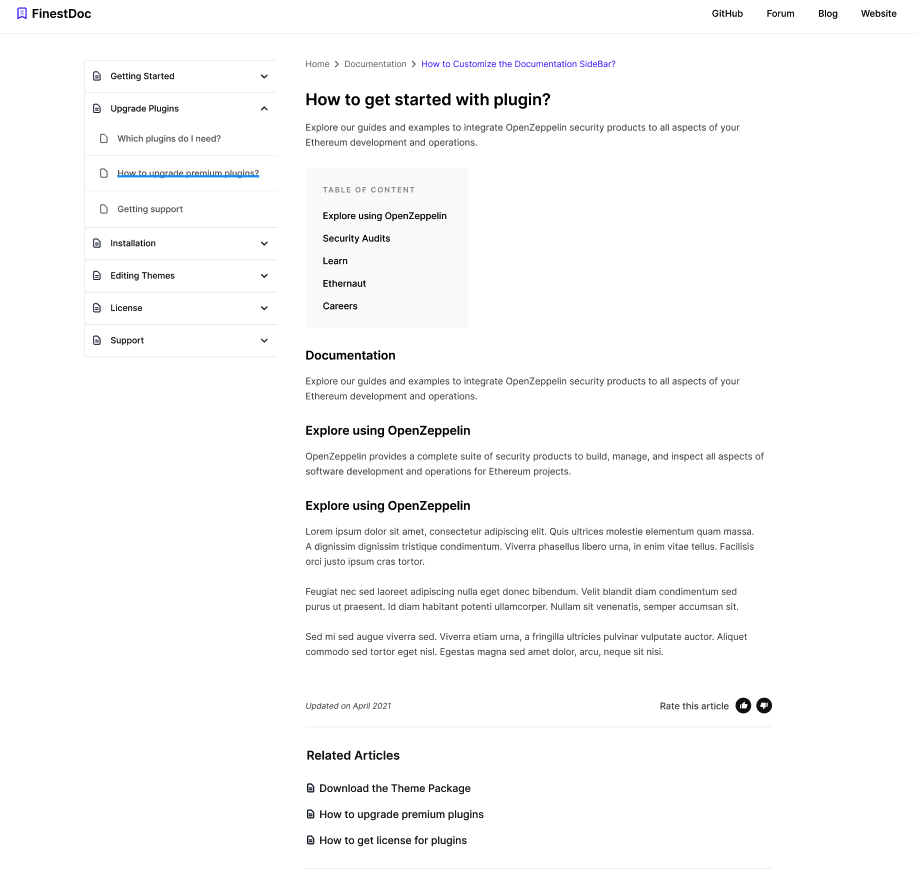 FinestDoc
GitHub
Forum
Blog
Website
Getting Started
Upgrade Plugins
Which plugins do I need?
How to upgrade premium plugins?
Getting support
Installation
Editing Themes
License
Support
Home > Documentation > How to Customize the Documentation SideBar?
How to get started with plugin?
Explore our guides and examples to integrate OpenZeppelin security products to all aspects of your
Ethereum development and operations.
TABLE OF CONTENT
Explore using OpenZeppelin
Security Audits
Learn
Ethernaut
Careers
Documentation
Explore our guides and examples to integrate OpenZeppelin security products to all aspects of your
Ethereum development and operations.
Explore using OpenZeppelin
OpenZeppelin provides a complete suite of security products to build, manage, and inspect all aspects of
software development and operations for Ethereum projects.
Explore using OpenZeppelin
Lorem ipsum dolor sit amet, consectetur adipiscing elit. Quis ultrices molestie elementum quam massa.
A dignissim dignissim tristique condimentum. Viverra phasellus libero urna, in enim vitae tellus. Facilisis
orci justo ipsum cras tortor.
Feugiat nec sed laoreet adipiscing nulla eget donec bibendum. Velit blandit diam condimentum sed
purus ut praesent. Id diam habitant potenti ullamcorper. Nullam sit venenatis, semper accumsan sit.
Sed mi sed augue viverra sed. Viverra etiam urna, a fringilla ultricies pulvinar vulputate auctor. Aliquet
commodo sed tortor eget nisl. Egestas magna sed amet dolor, arcu, neque sit nisi.
Updated on April 2021
Rate this article
Related Articles
Download the Theme Package
How to upgrade premium plugins
How to get license for plugins